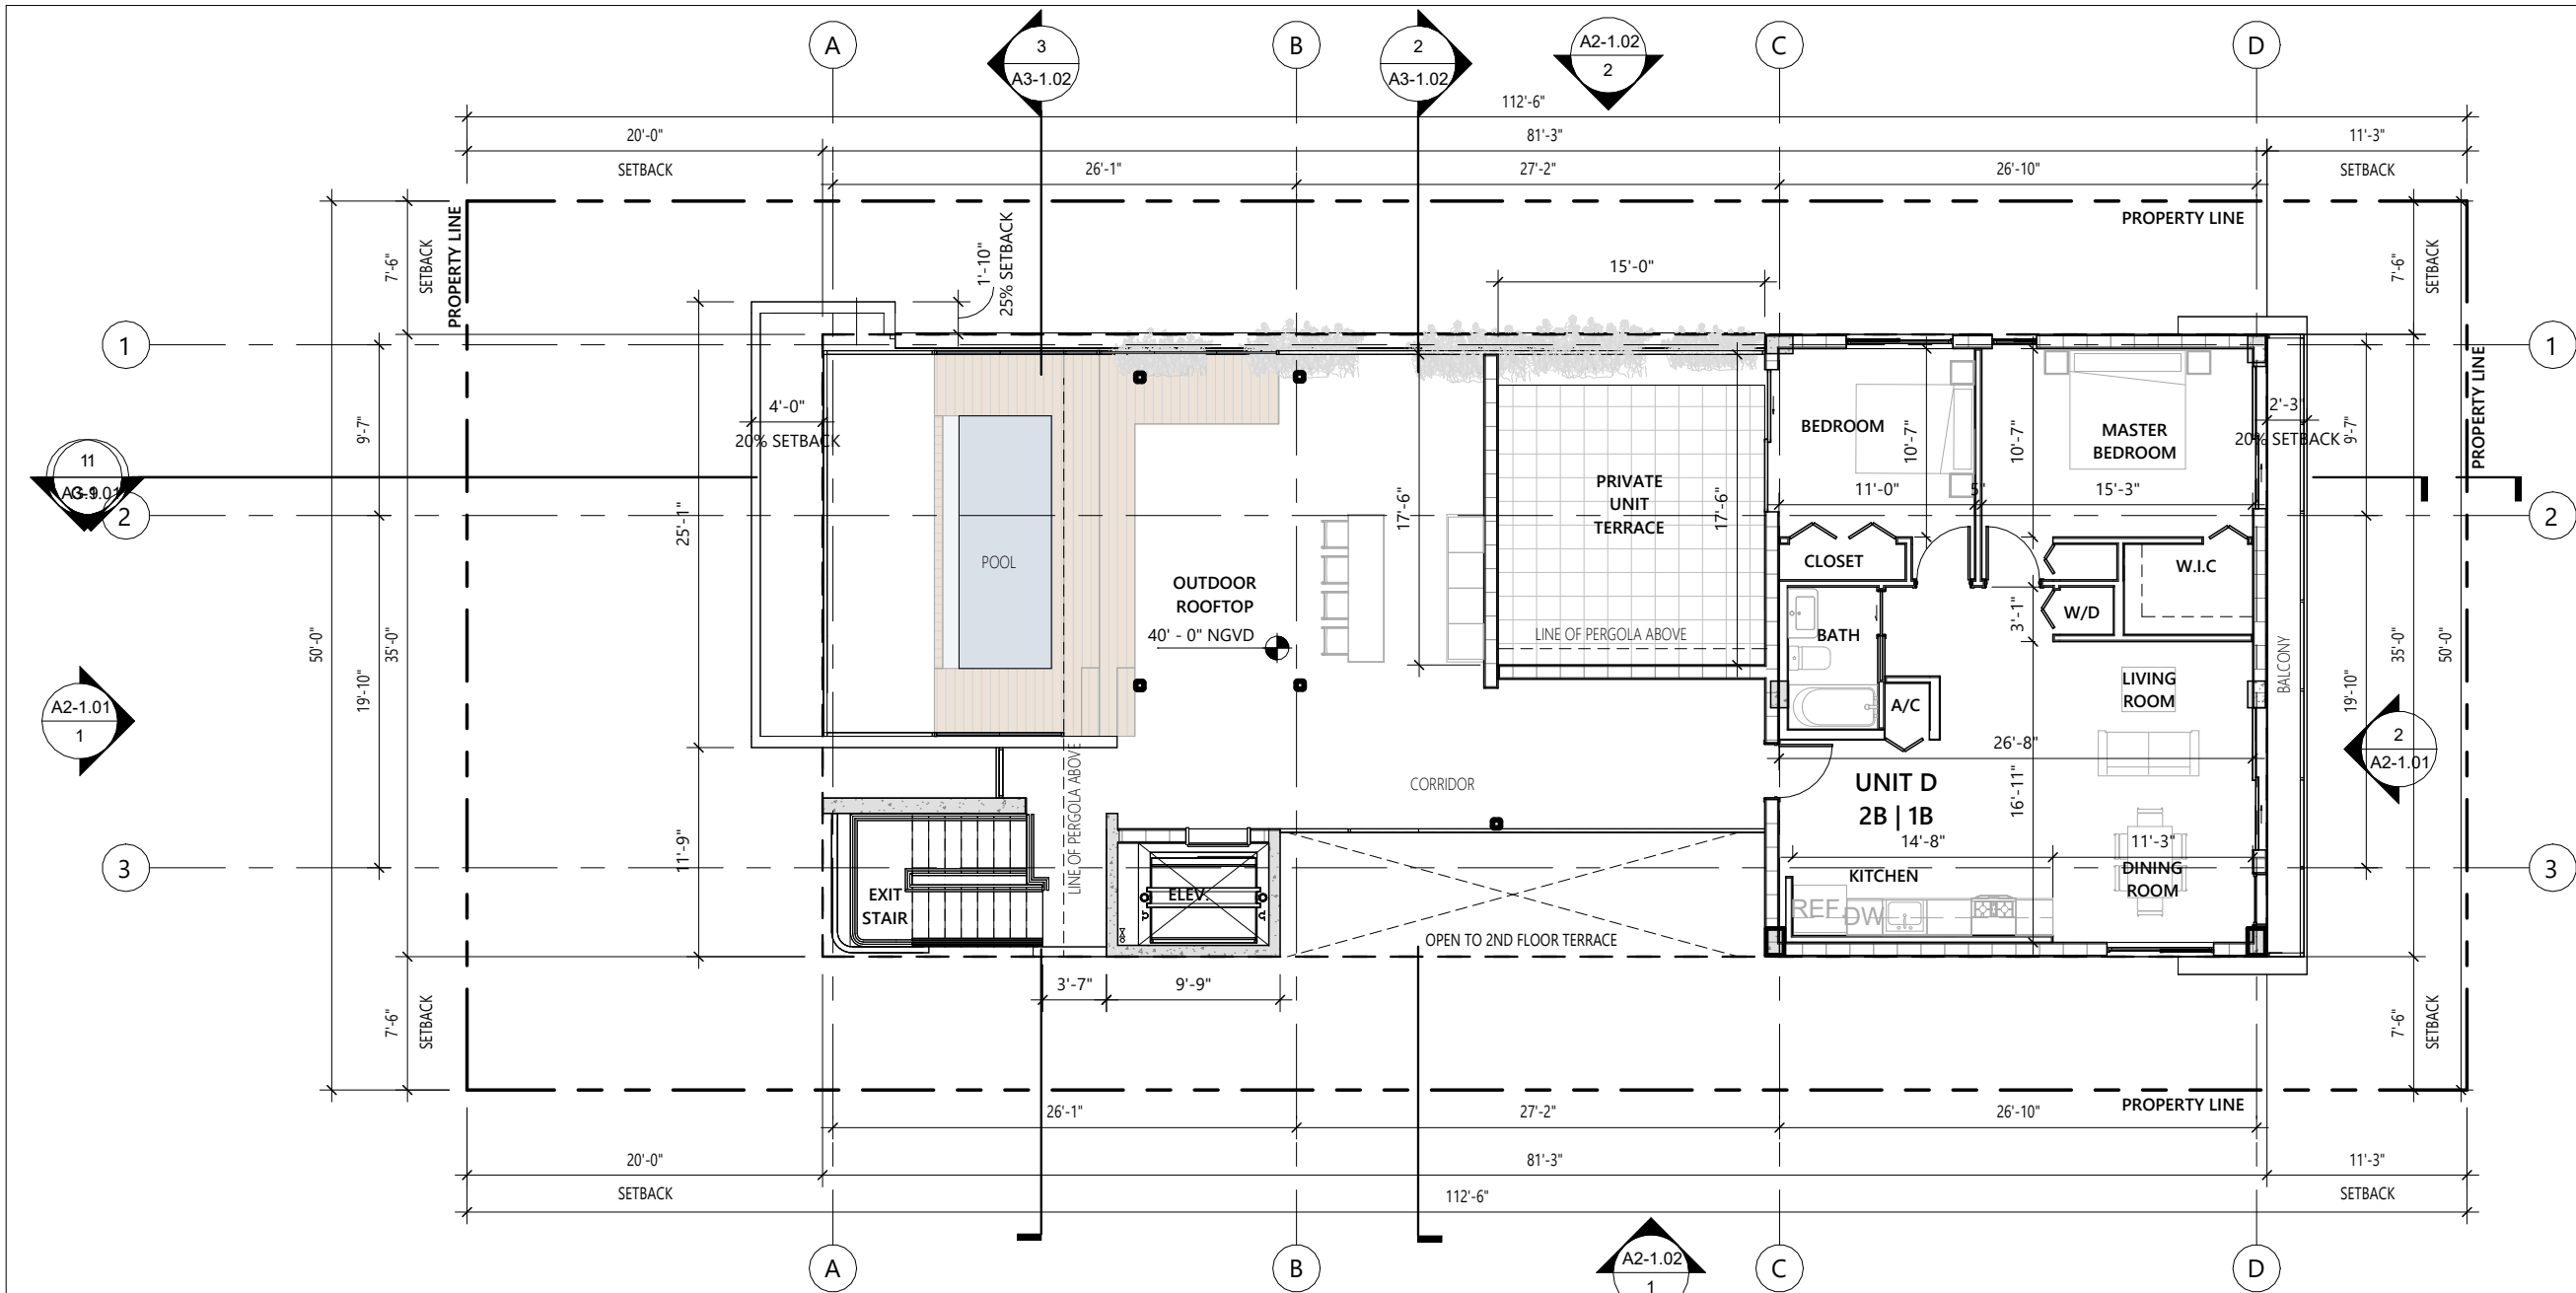 A
3
A3-1.02
B
2
A3-1.02
A2-1.02
2
C
D
112'-6"
20'-0"
81'-3"
11'-3"
SETBACK
26'-1"
27'-2"
26'-10"
SETBACK
PROPERTY LINE
PROPERTY LINE
7'-6"
SETBACK
1'-10"
25% SETBACK
15'-0"
7'-6"
SETBACK
1
1
PROPERTY LINE
4'-0"
20% SETBACK
2'-3"
20% SETBACK
9'-7"
9'-7"
BEDROOM
10'-7"
10'-7"
MASTER
BEDROOM
11
A3-1.01
2
2
25'-1"
17'-6"
PRIVATE
UNIT
TERRACE
17'-6"
11'-0"
5"
15'-3"
POOL
OUTDOOR
ROOFTOP
40' - 0" NGVD
LINE OF PERGOLA ABOVE
CLOSET
W.I.C
W/D
3'-1"
BATH
50'-0"
35'-0"
19'-10"
A2-1.01
1
LIVING
ROOM
A/C
BALCONY
35'-0"
50'-0"
19'-10"
2
A2-1.01
26'-8"
LINE OF PERGOLA ABOVE
CORRIDOR
UNIT D
2B | 1B
16'-11"
14'-8"
11'-3"
11'-9"
3
3
EXIT
STAIR
ELEV.
KITCHEN
DINING
ROOM
REF.
DW
OPEN TO 2ND FLOOR TERRACE
3'-7"
9'-9"
7'-6"
SETBACK
7'-6"
SETBACK
26'-1"
27'-2"
26'-10"
PROPERTY LINE
20'-0"
81'-3"
11'-3"
SETBACK
112'-6"
SETBACK
A
B
A2-1.02
1
C
D